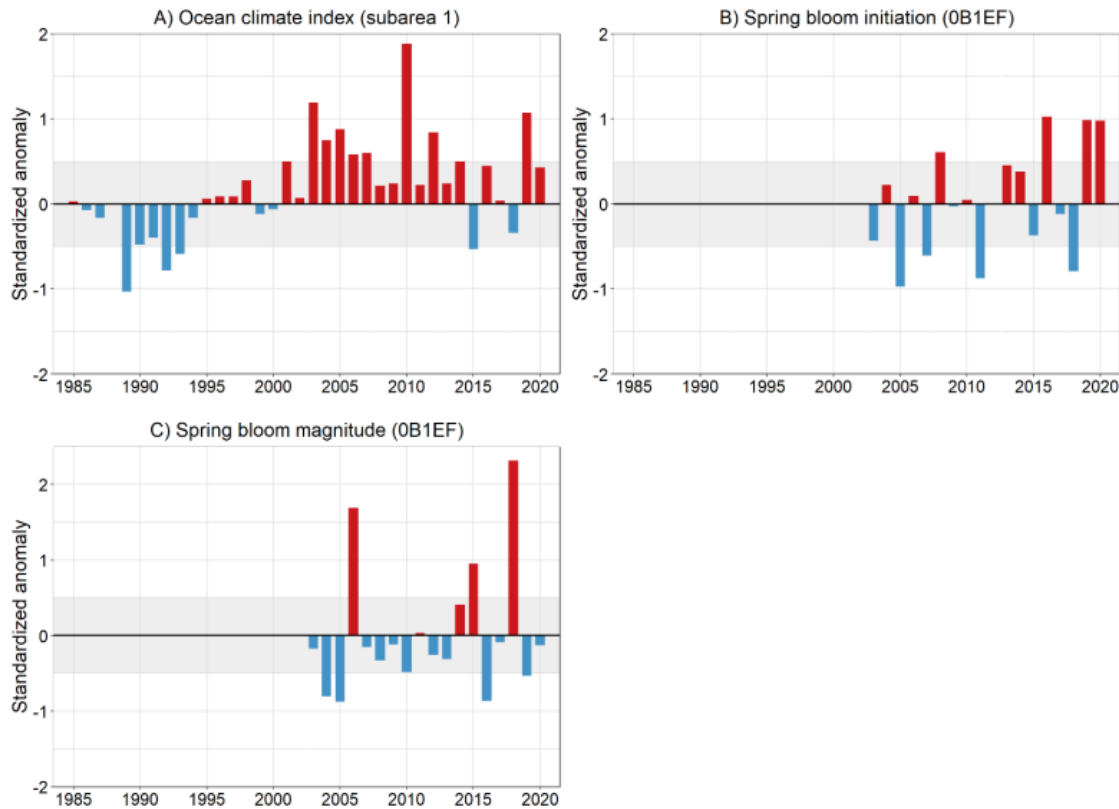 A) Ocean climate index (subarea 1)
Standardized anomaly
2
1
0
-1
-2
1985 1990 1995 2000 2005 2010 2015 2020
B) Spring bloom initiation (0B1EF)
Standardized anomaly
2
1
0
-1
-2
1985 1990 1995 2000 2005 2010 2015 2020
C) Spring bloom magnitude (0B1EF)
Standardized anomaly
2
1
0
-1
-2
1985 1990 1995 2000 2005 2010 2015 2020